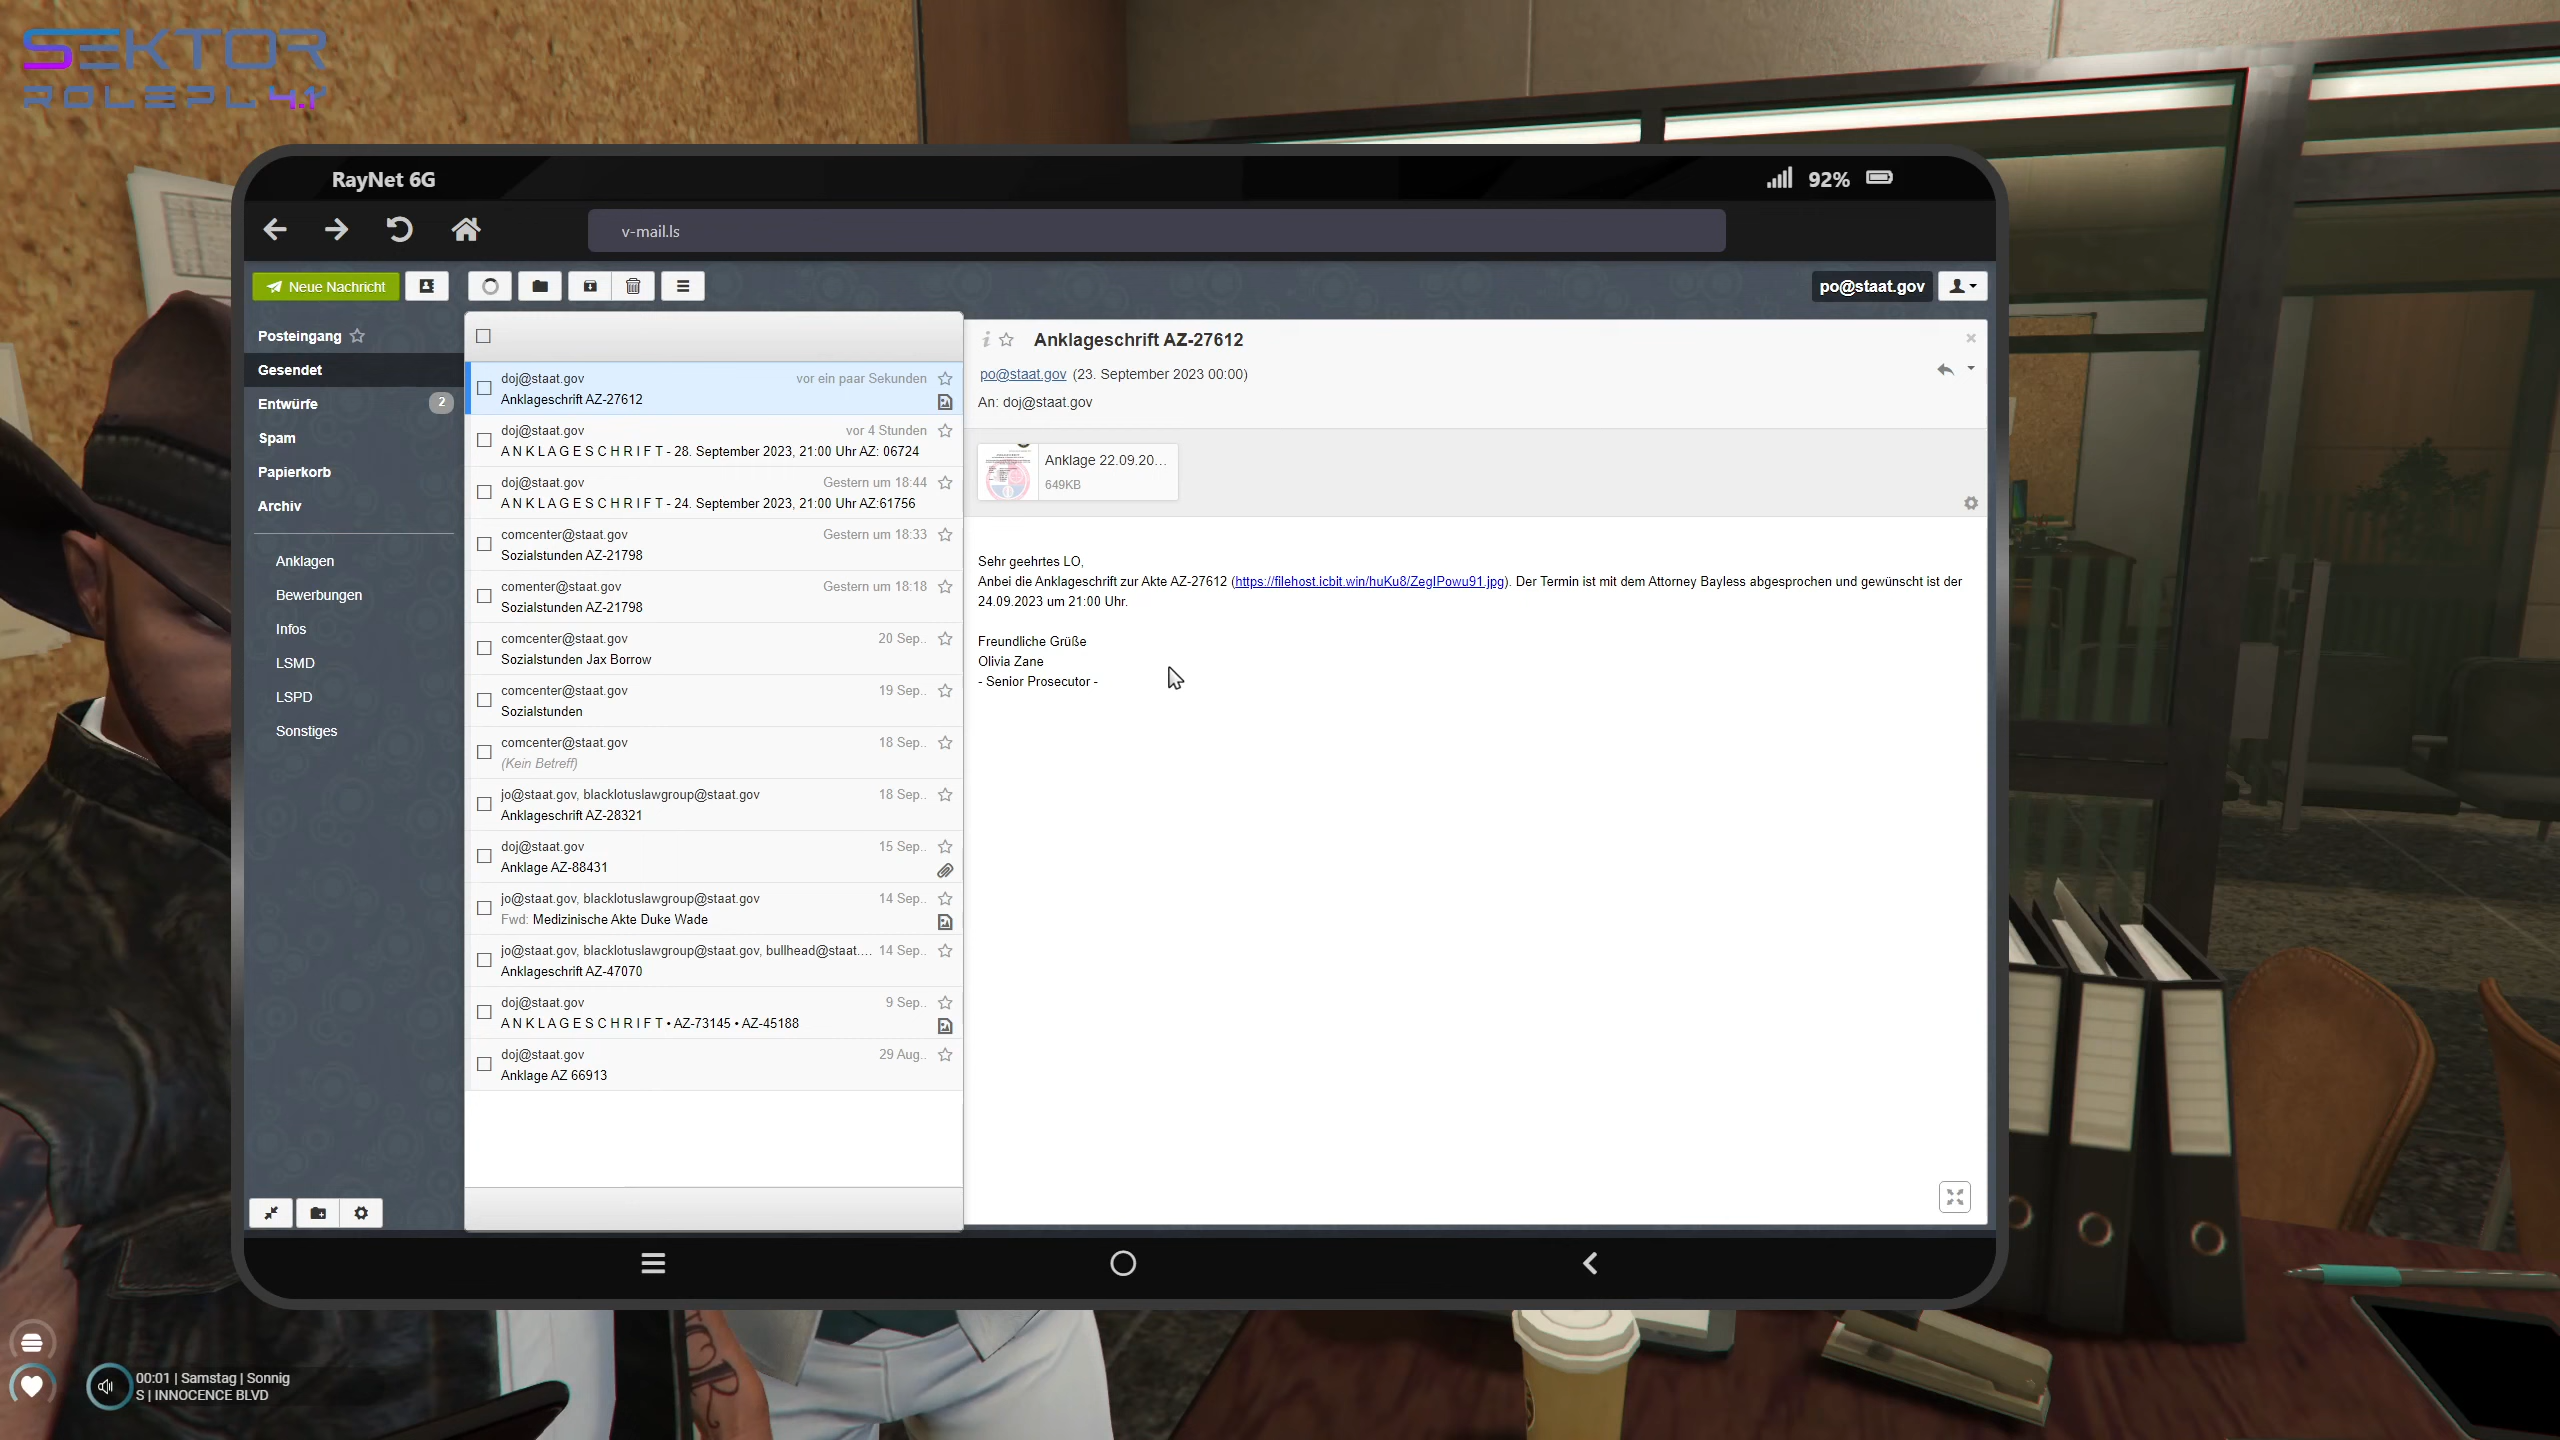 SEKTOR
ROLEPLAY 4.1
RayNet 6G
92%
v-mail.ls
Neue Nachricht
po@staat.gov
Posteingang
Gesendet
Entwürfe 2
Spam
Papierkorb
Archiv
Anklagen
Bewerbungen
Infos
LSMD
LSPD
Sonstiges
doj@staat.gov vor ein paar Sekunden
Anklageschrift AZ-27612
doj@staat.gov vor 4 Stunden
A N K L A G E S C H R I F T - 28. September 2023, 21:00 Uhr AZ: 06724
doj@staat.gov Gestern um 18:44
A N K L A G E S C H R I F T - 24. September 2023, 21:00 Uhr AZ:61756
comcenter@staat.gov Gestern um 18:33
Sozialstunden AZ-21798
comenter@staat.gov Gestern um 18:18
Sozialstunden AZ-21798
comcenter@staat.gov 20 Sep..
Sozialstunden Jax Borrow
comcenter@staat.gov 19 Sep..
Sozialstunden
comcenter@staat.gov 18 Sep..
(Kein Betreff)
jo@staat.gov, blacklotuslawgroup@staat.gov 18 Sep..
Anklageschrift AZ-28321
doj@staat.gov 15 Sep..
Anklage AZ-88431
jo@staat.gov, blacklotuslawgroup@staat.gov 14 Sep..
Fwd: Medizinische Akte Duke Wade
jo@staat.gov, blacklotuslawgroup@staat.gov, bullhead@staat.... 14 Sep..
Anklageschrift AZ-47070
doj@staat.gov 9 Sep..
A N K L A G E S C H R I F T • AZ-73145 • AZ-45188
doj@staat.gov 29 Aug..
Anklage AZ 66913
Anklageschrift AZ-27612
po@staat.gov (23. September 2023 00:00)
An: doj@staat.gov
Anklage 22.09.20...
649KB
Sehr geehrtes LO,
Anbei die Anklageschrift zur Akte AZ-27612 (https://filehost.icbit.win/huKu8/ZegIPowu91.jpg). Der Termin ist mit dem Attorney Bayless abgesprochen und gewünscht ist der
24.09.2023 um 21:00 Uhr.
Freundliche Grüße
Olivia Zane
- Senior Prosecutor -
00:01 | Samstag | Sonnig
S | INNOCENCE BLVD